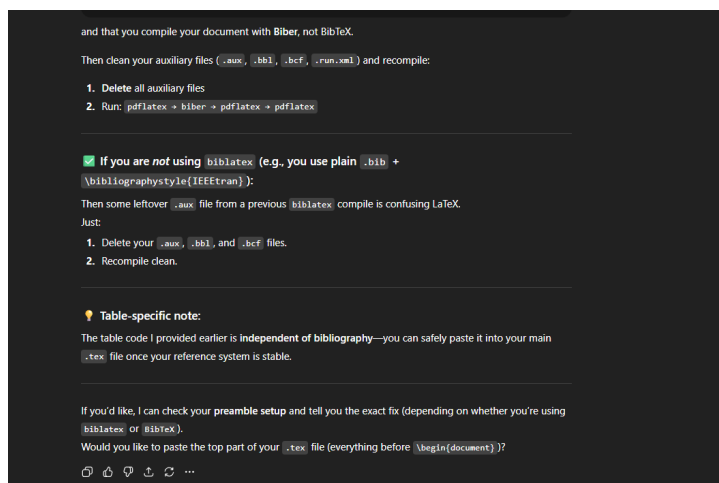 and that you compile your document with Biber, not BibTeX.
Then clean your auxiliary files ( .aux , .bbl , .bcf , .run.xml ) and recompile:
1. Delete all auxiliary files
2. Run: pdflatex → biber → pdflatex → pdflatex
✅ If you are not using biblatex (e.g., you use plain .bib +
\bibliographystyle{IEEEtran} ):
Then some leftover .aux file from a previous biblatex compile is confusing LaTeX.
Just:
1. Delete your .aux , .bbl , and .bcf files.
2. Recompile clean.
💡 Table-specific note:
The table code I provided earlier is independent of bibliography—you can safely paste it into your main
.tex file once your reference system is stable.
If you'd like, I can check your preamble setup and tell you the exact fix (depending on whether you're using
biblatex or BibTeX ).
Would you like to paste the top part of your .tex file (everything before \begin{document} )?